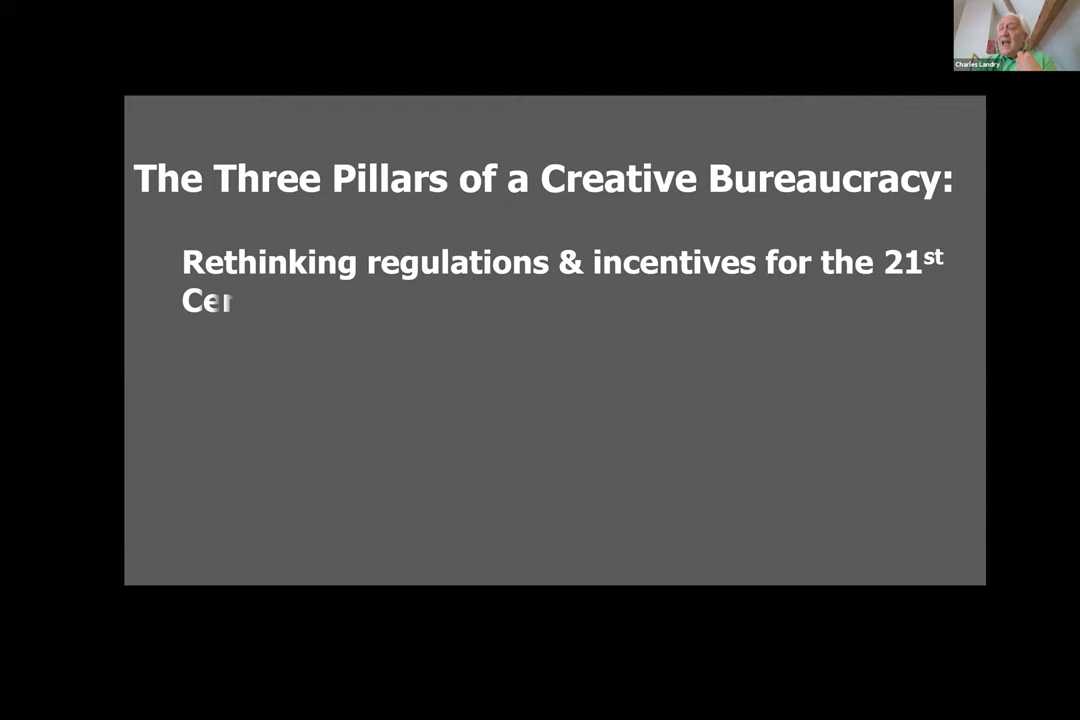 Charles Landry
The Three Pillars of a Creative Bureaucracy:
Rethinking regulations & incentives for the 21st
Cer